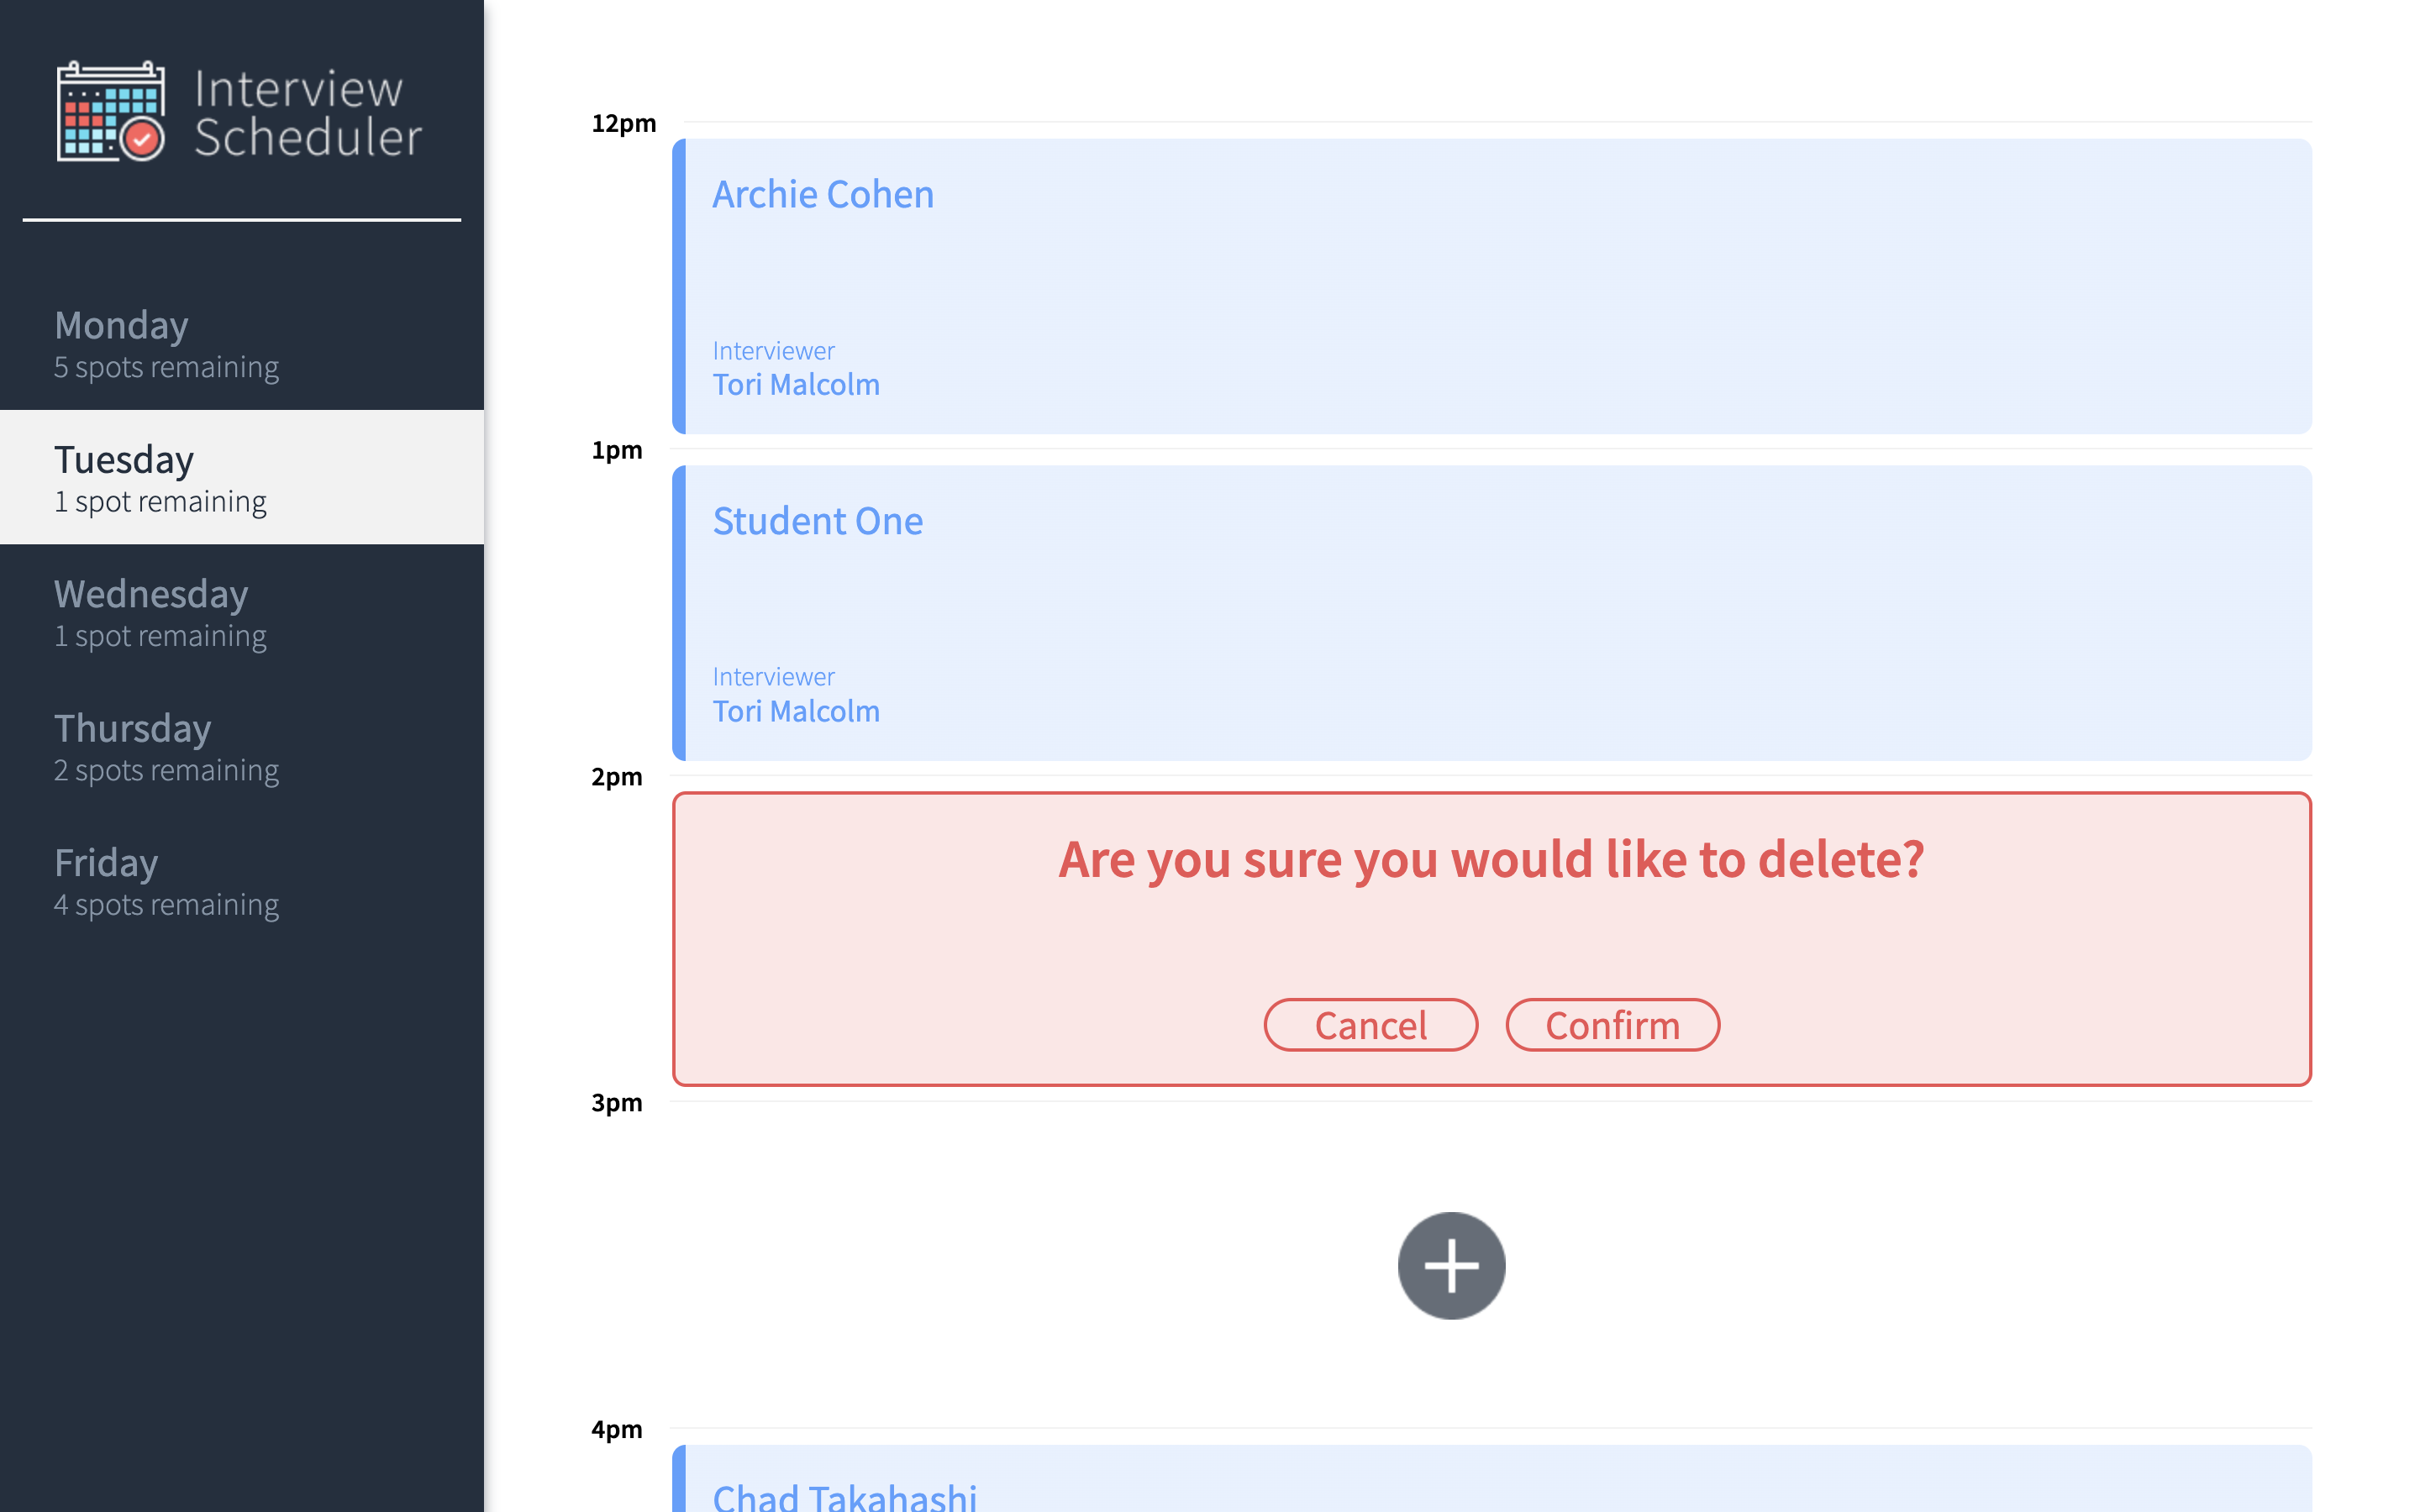 Interview
Scheduler
Monday
5 spots remaining
Tuesday
1 spot remaining
Wednesday
1 spot remaining
Thursday
2 spots remaining
Friday
4 spots remaining
12pm
Archie Cohen
Interviewer
Tori Malcolm
1pm
Student One
Interviewer
Tori Malcolm
2pm
Are you sure you would like to delete?
Cancel
Confirm
3pm
4pm
Chad Takahashi